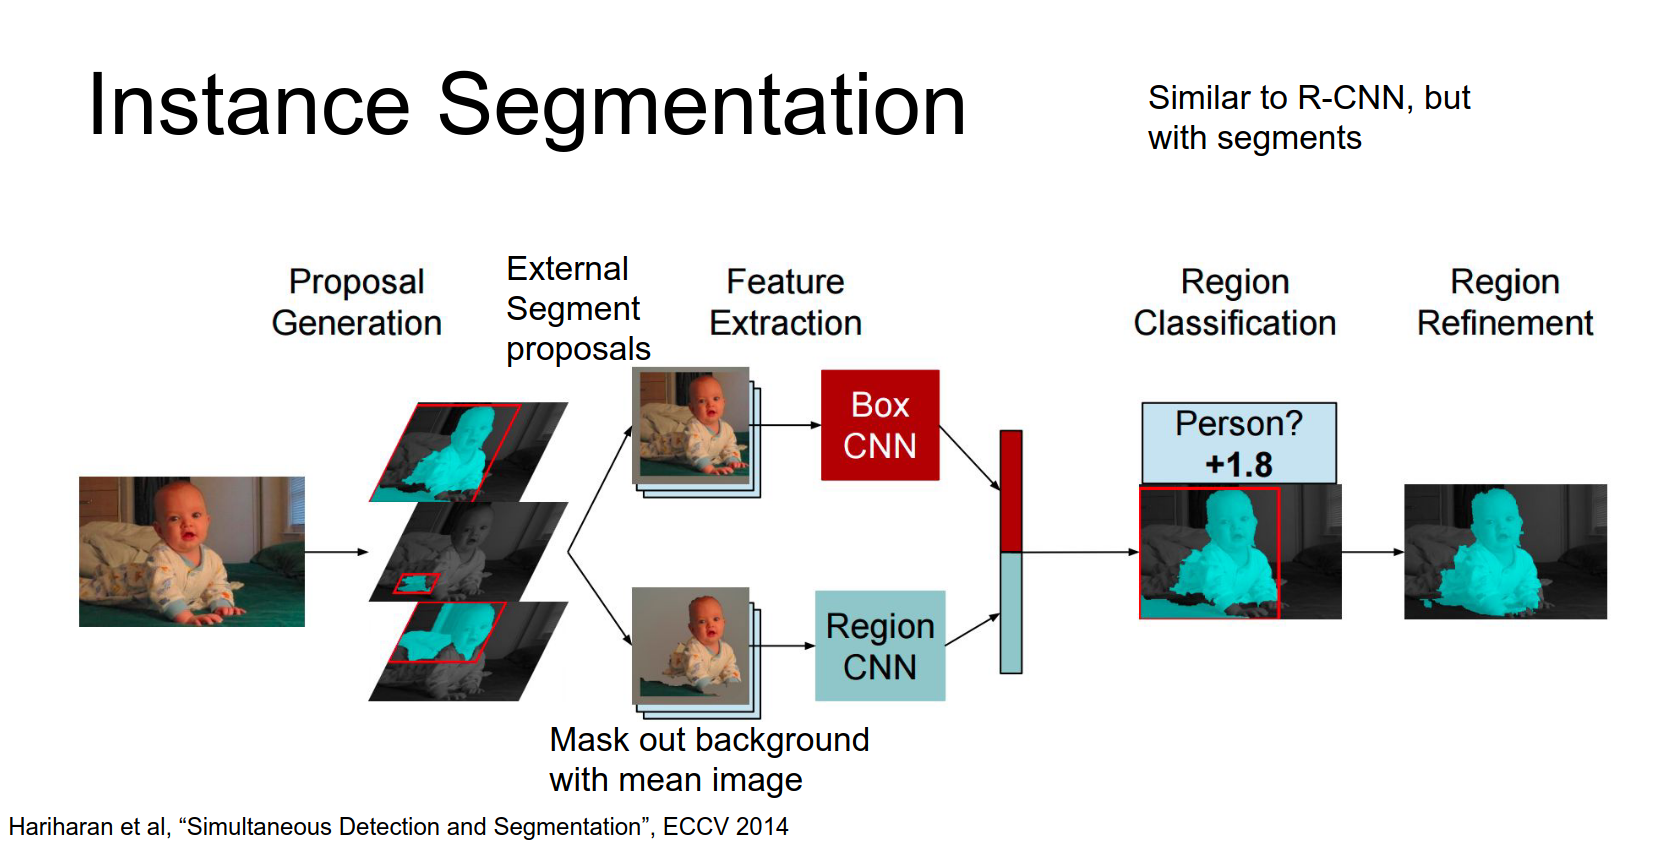 Instance Segmentation
Similar to R-CNN, but
with segments
Proposal
Generation
External
Segment
proposals
Feature
Extraction
Region
Classification
Region
Refinement
Box
CNN
Person?
+1.8
Region
CNN
Mask out background
with mean image
Hariharan et al, “Simultaneous Detection and Segmentation”, ECCV 2014